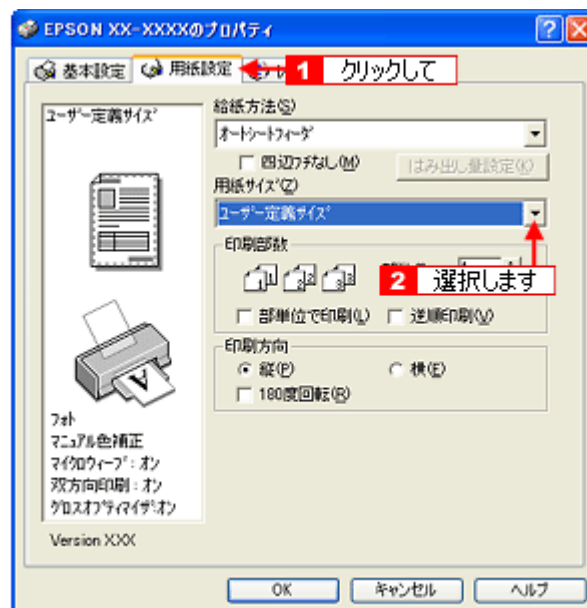 EPSON XX-XXXXのプロパティ
基本設定 用紙設定
1 クリックして
ユーザー定義サイズ
給紙方法(S)
オートシートフィーダ
四辺フチなし(M) はみ出し量設定(K)
用紙サイズ(Z)
ユーザー定義サイズ
印刷部数
2 選択します
部単位で印刷(L) 逆順印刷(V)
印刷方向
縦(P) 横(E)
180度回転(R)
フォト
マニュアル色補正
マイクロウィーブ:オン
双方向印刷:オン
グロスオプティマイザ:オン
Version XXX
OK キャンセル ヘルプ